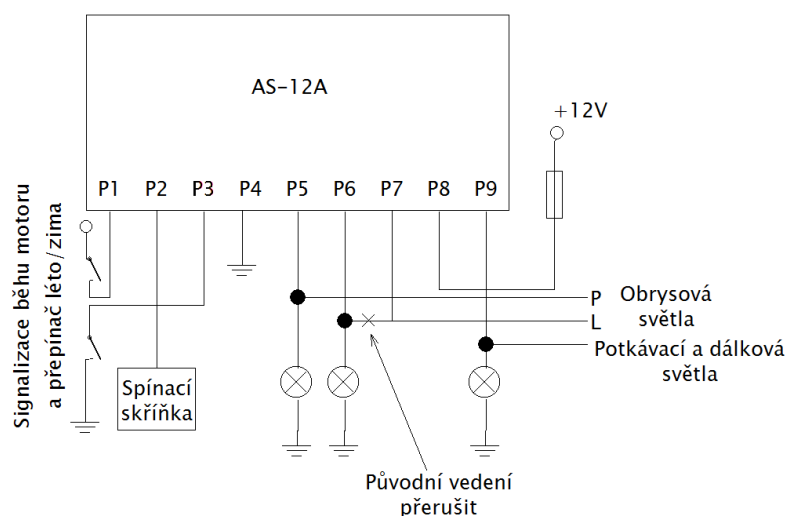 AS-12A
+12V
P1 P2 P3 P4 P5 P6 P7 P8 P9
Signalizace běhu motoru
a přepínač léto/zima
P Obrysová
L světla
Potkávací a dálková
světla
Spínací
skříňka
Původní vedení
přerušit